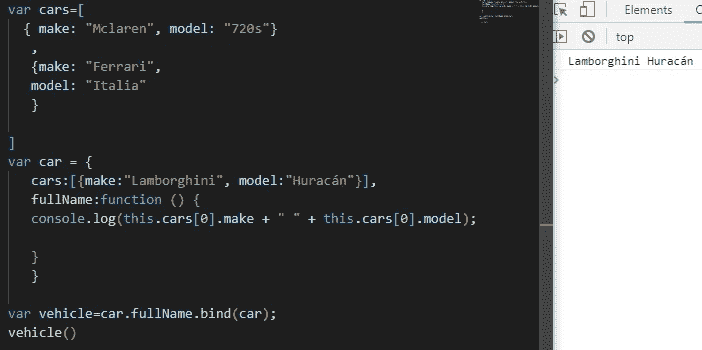 var cars=[
{ make: "Mclaren", model: "720s"}
,
{make: "Ferrari",
model: "Italia"
}
]
var car = {
cars:[{make:"Lamborghini", model:"Huracán"}],
fullName:function () {
console.log(this.cars[0].make + " " + this.cars[0].model);
}
}
var vehicle=car.fullName.bind(car);
vehicle()
Elements
top
Lamborghini Huracán